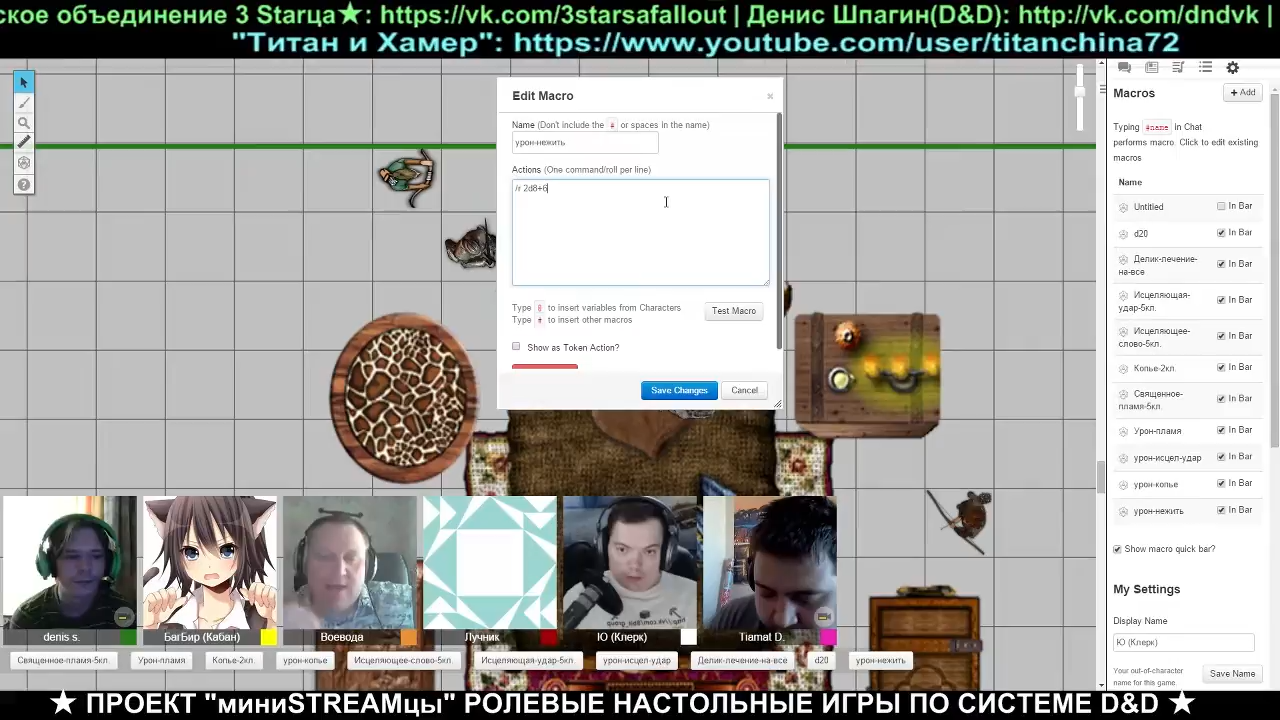 ское объединение 3 Starца★: https://vk.com/3starsafallout | Денис Шпагин(D&D): http://vk.com/dndvk |
"Титан и Хамер": https://www.youtube.com/user/titanchina72
Edit Macro
×
Name (Don't include the # or spaces in the name)
урон-нежить
Actions (One command/roll per line)
/r 2d8+6
Type @ to insert variables from Characters
Type # to insert other macros
Test Macro
Show as Token Action?
Save Changes
Cancel
Macros
+ Add
Typing #name in Chat
performs macro. Click to edit existing
macros
Name
Untitled In Bar
d20 In Bar
Делик-лечение-
на-все In Bar
Исцеляющая-
удар-5кл. In Bar
Исцеляющее-
слово-5кл. In Bar
Копье-2кл. In Bar
Священное-
пламя-5кл. In Bar
Урон-пламя In Bar
урон-исцел-удар In Bar
урон-копье In Bar
урон-нежить In Bar
Show macro quick bar?
My Settings
Display Name
Ю (Клерк)
Your out-of-character
name for this game.
Save Name
denis s.
БагБир (Кабан)
Воевода
Лучник
Ю (Клерк)
Tiamat D.
Священное-пламя-5кл.
Урон-пламя
Копье-2кл.
урон-копье
Исцеляющее-слово-5кл.
Исцеляющая-удар-5кл.
урон-исцел-удар
Делик-лечение-на-все
d20
урон-нежить
★ ПРОЕКТ "миниSTREAMцы" РОЛЕВЫЕ НАСТОЛЬНЫЕ ИГРЫ ПО СИСТЕМЕ D&D ★